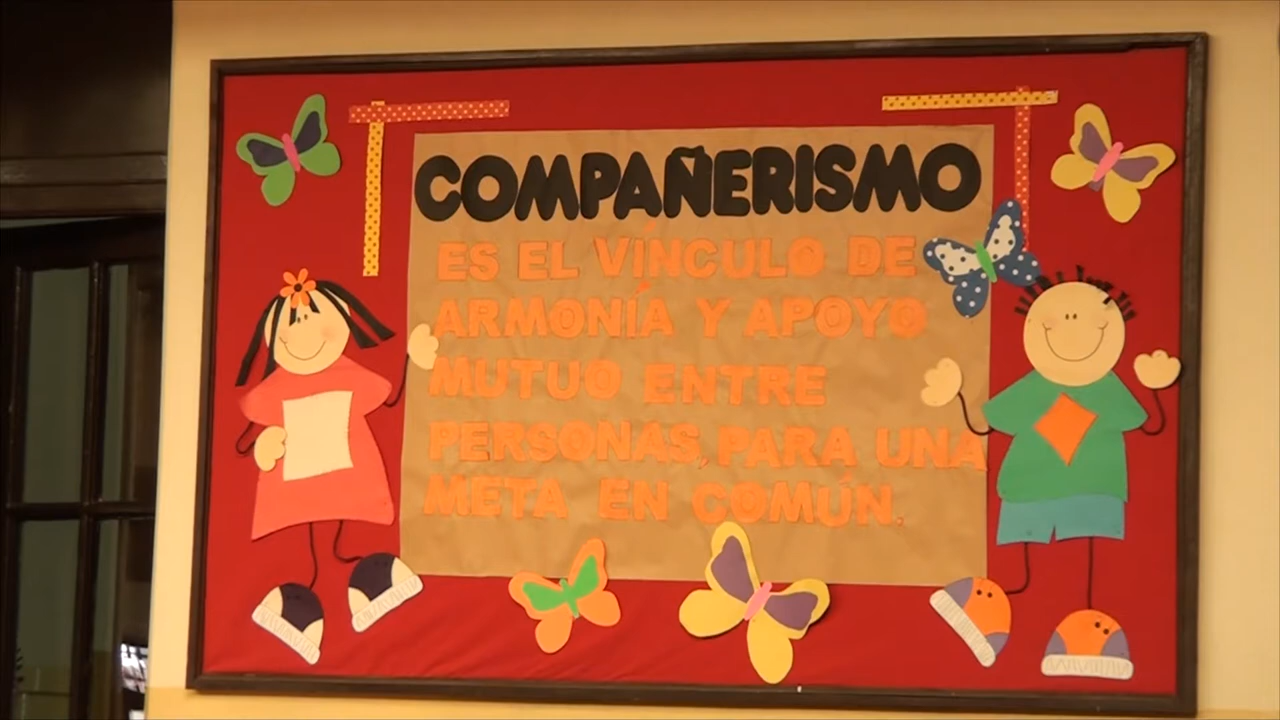 COMPAÑERISMO
ES EL VÍNCULO DE
ARMONÍA Y APOYO
MUTUO ENTRE
PERSONAS, PARA UNA
META EN COMÚN.